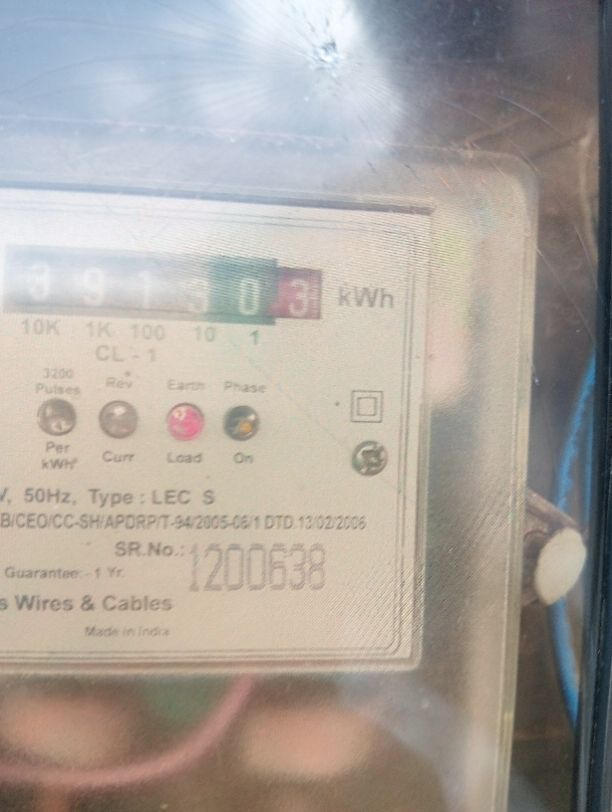 3 9 1 3 0 3 kWh
10K 1K 100 10 1
CL - 1
3200 Pulses Rev Earth Phase
Per kWh Curr Load On
V, 50Hz, Type : LEC S
B/CEO/CC-SH/APDRP/T-94/2005-06/1 DTD.13/02/2006
SR.No.: 1200638
Guarantee:- 1 Yr.
s Wires & Cables
Made in India